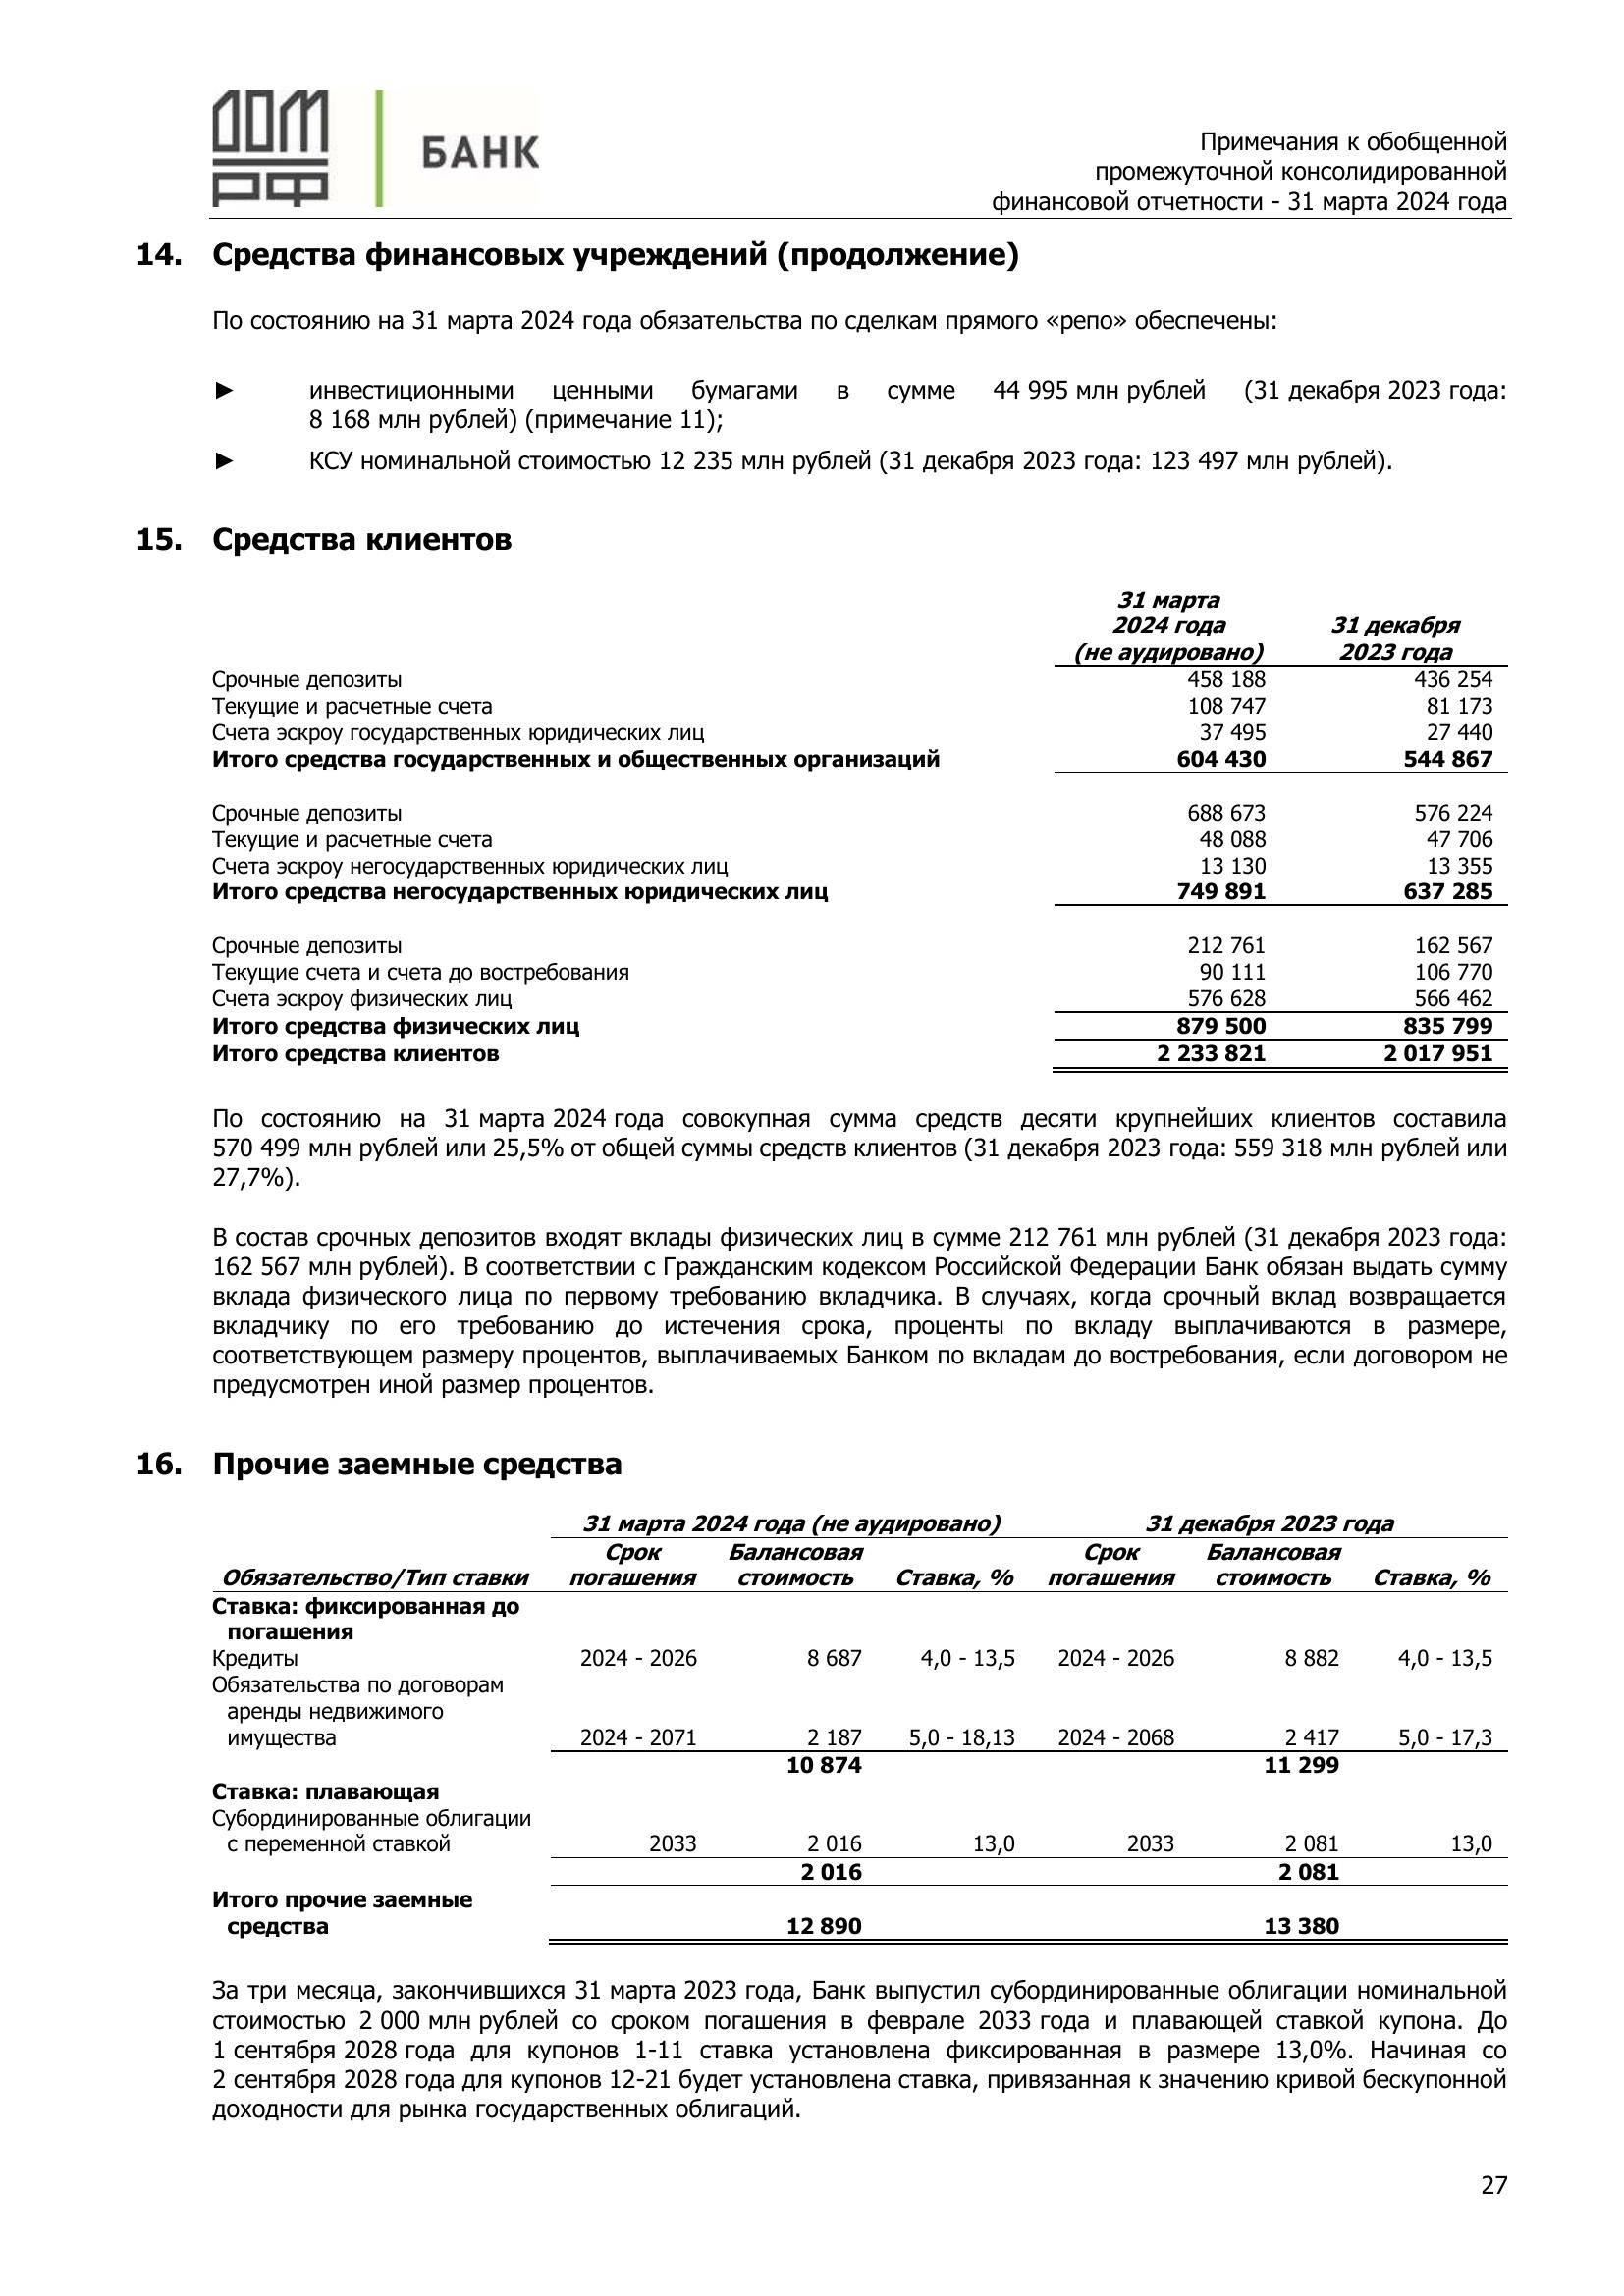 ДОМ
РФ
БАНК
Примечания к обобщенной
промежуточной консолидированной
финансовой отчетности - 31 марта 2024 года
14. Средства финансовых учреждений (продолжение)
По состоянию на 31 марта 2024 года обязательства по сделкам прямого «репо» обеспечены:
► инвестиционными ценными бумагами в сумме 44 995 млн рублей (31 декабря 2023 года:
8 168 млн рублей) (примечание 11);
► КСУ номинальной стоимостью 12 235 млн рублей (31 декабря 2023 года: 123 497 млн рублей).
15. Средства клиентов
31 марта
2024 года 31 декабря
(не аудировано) 2023 года
Срочные депозиты 458 188 436 254
Текущие и расчетные счета 108 747 81 173
Счета эскроу государственных юридических лиц 37 495 27 440
Итого средства государственных и общественных организаций 604 430 544 867
Срочные депозиты 688 673 576 224
Текущие и расчетные счета 48 088 47 706
Счета эскроу негосударственных юридических лиц 13 130 13 355
Итого средства негосударственных юридических лиц 749 891 637 285
Срочные депозиты 212 761 162 567
Текущие счета и счета до востребования 90 111 106 770
Счета эскроу физических лиц 576 628 566 462
Итого средства физических лиц 879 500 835 799
Итого средства клиентов 2 233 821 2 017 951
По состоянию на 31 марта 2024 года совокупная сумма средств десяти крупнейших клиентов составила
570 499 млн рублей или 25,5% от общей суммы средств клиентов (31 декабря 2023 года: 559 318 млн рублей или
27,7%).
В состав срочных депозитов входят вклады физических лиц в сумме 212 761 млн рублей (31 декабря 2023 года:
162 567 млн рублей). В соответствии с Гражданским кодексом Российской Федерации Банк обязан выдать сумму
вклада физического лица по первому требованию вкладчика. В случаях, когда срочный вклад возвращается
вкладчику по его требованию до истечения срока, проценты по вкладу выплачиваются в размере,
соответствующем размеру процентов, выплачиваемых Банком по вкладам до востребования, если договором не
предусмотрен иной размер процентов.
16. Прочие заемные средства
31 марта 2024 года (не аудировано) 31 декабря 2023 года
Срок Балансовая Срок Балансовая
Обязательство/Тип ставки погашения стоимость Ставка, % погашения стоимость Ставка, %
Ставка: фиксированная до
погашения
Кредиты 2024 - 2026 8 687 4,0 - 13,5 2024 - 2026 8 882 4,0 - 13,5
Обязательства по договорам
аренды недвижимого
имущества 2024 - 2071 2 187 5,0 - 18,13 2024 - 2068 2 417 5,0 - 17,3
10 874 11 299
Ставка: плавающая
Субординированные облигации
с переменной ставкой 2033 2 016 13,0 2033 2 081 13,0
2 016 2 081
Итого прочие заемные
средства 12 890 13 380
За три месяца, закончившихся 31 марта 2023 года, Банк выпустил субординированные облигации номинальной
стоимостью 2 000 млн рублей со сроком погашения в феврале 2033 года и плавающей ставкой купона. До
1 сентября 2028 года для купонов 1-11 ставка установлена фиксированная в размере 13,0%. Начиная со
2 сентября 2028 года для купонов 12-21 будет установлена ставка, привязанная к значению кривой бескупонной
доходности для рынка государственных облигаций.
27